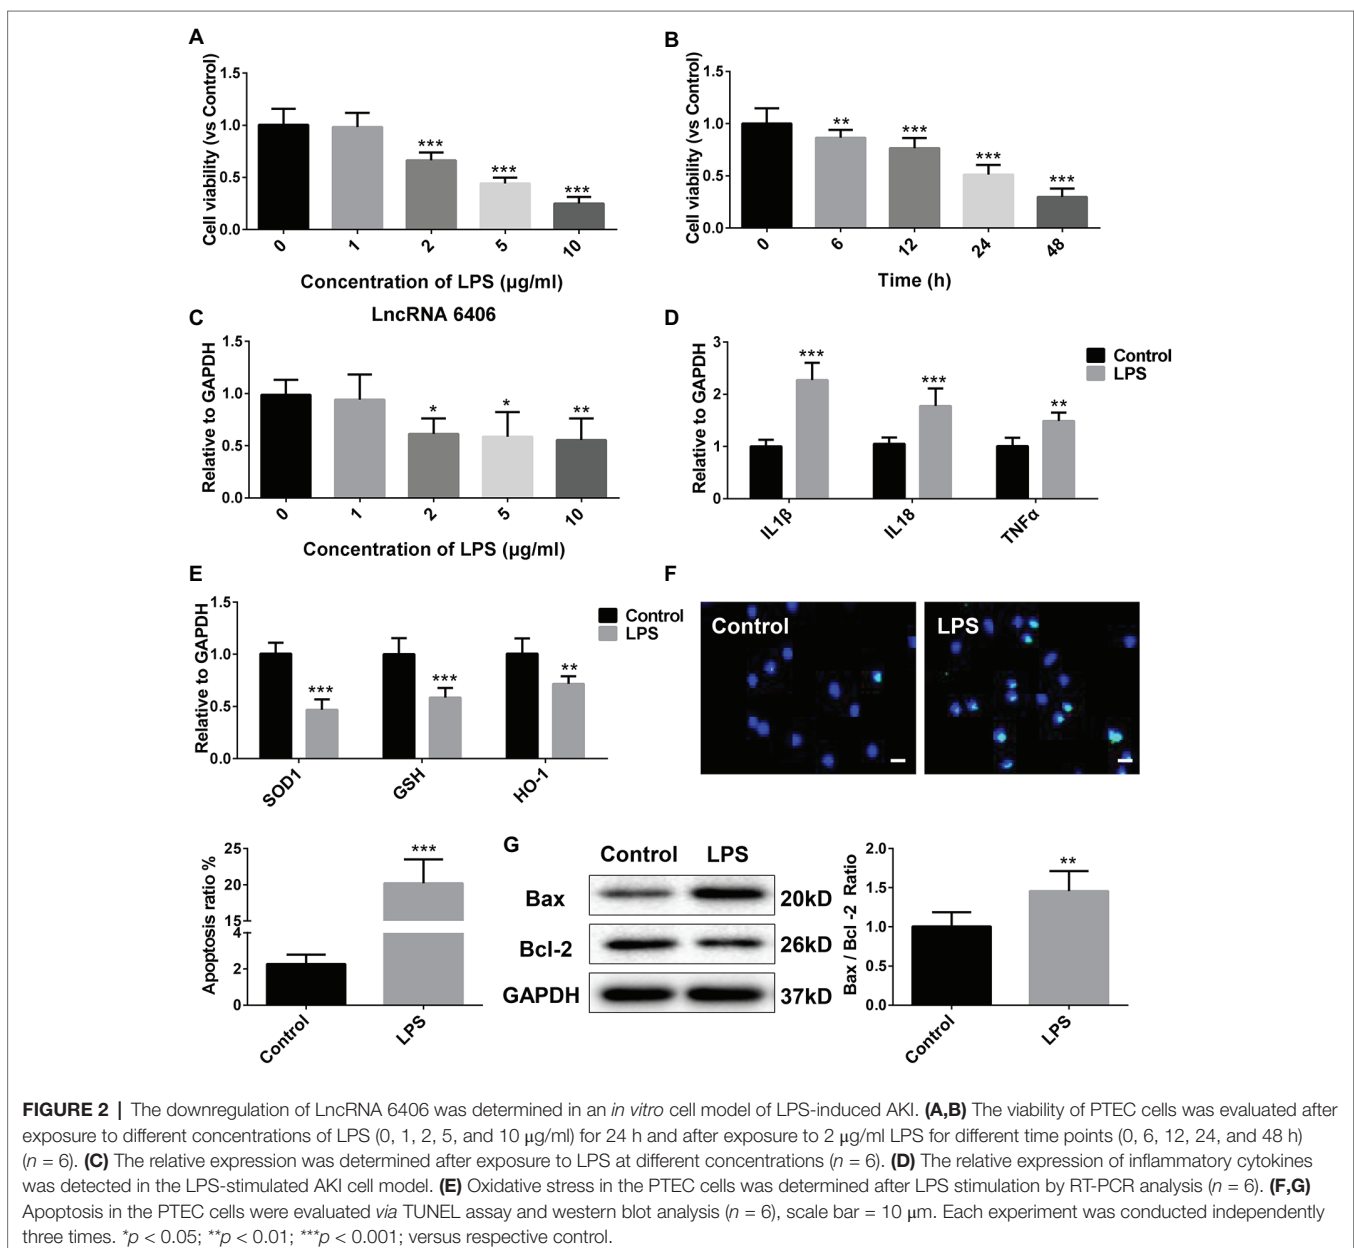 A
Cell viability (vs Control)
1.5
1.0
0.5
0.0
***
***
***
0
1
2
5
10
Concentration of LPS (μg/ml)
B
Cell viability (vs Control)
1.5
1.0
0.5
0.0
**
***
***
***
0
6
12
24
48
Time (h)
C
LncRNA 6406
Relative to GAPDH
1.5
1.0
0.5
0.0
*
*
**
0
1
2
5
10
Concentration of LPS (μg/ml)
D
Relative to GAPDH
3
2
1
0
***
***
**
IL1β
IL18
TNFα
Control
LPS
E
Relative to GAPDH
1.5
1.0
0.5
0.0
***
***
**
SOD1
GSH
HO-1
Control
LPS
F
Control
LPS
Apoptosis ratio %
25
20
15
4
2
0
***
Control
LPS
G
Control LPS
Bax 20kD
Bcl-2 26kD
GAPDH 37kD
Bax / Bcl -2 Ratio
2.0
1.5
1.0
0.5
0.0
**
Control
LPS
FIGURE 2 | The downregulation of LncRNA 6406 was determined in an in vitro cell model of LPS-induced AKI. (A,B) The viability of PTEC cells was evaluated after
exposure to different concentrations of LPS (0, 1, 2, 5, and 10 μg/ml) for 24 h and after exposure to 2 μg/ml LPS for different time points (0, 6, 12, 24, and 48 h)
(n = 6). (C) The relative expression was determined after exposure to LPS at different concentrations (n = 6). (D) The relative expression of inflammatory cytokines
was detected in the LPS-stimulated AKI cell model. (E) Oxidative stress in the PTEC cells was determined after LPS stimulation by RT-PCR analysis (n = 6). (F,G)
Apoptosis in the PTEC cells were evaluated via TUNEL assay and western blot analysis (n = 6), scale bar = 10 μm. Each experiment was conducted independently
three times. *p < 0.05; **p < 0.01; ***p < 0.001; versus respective control.